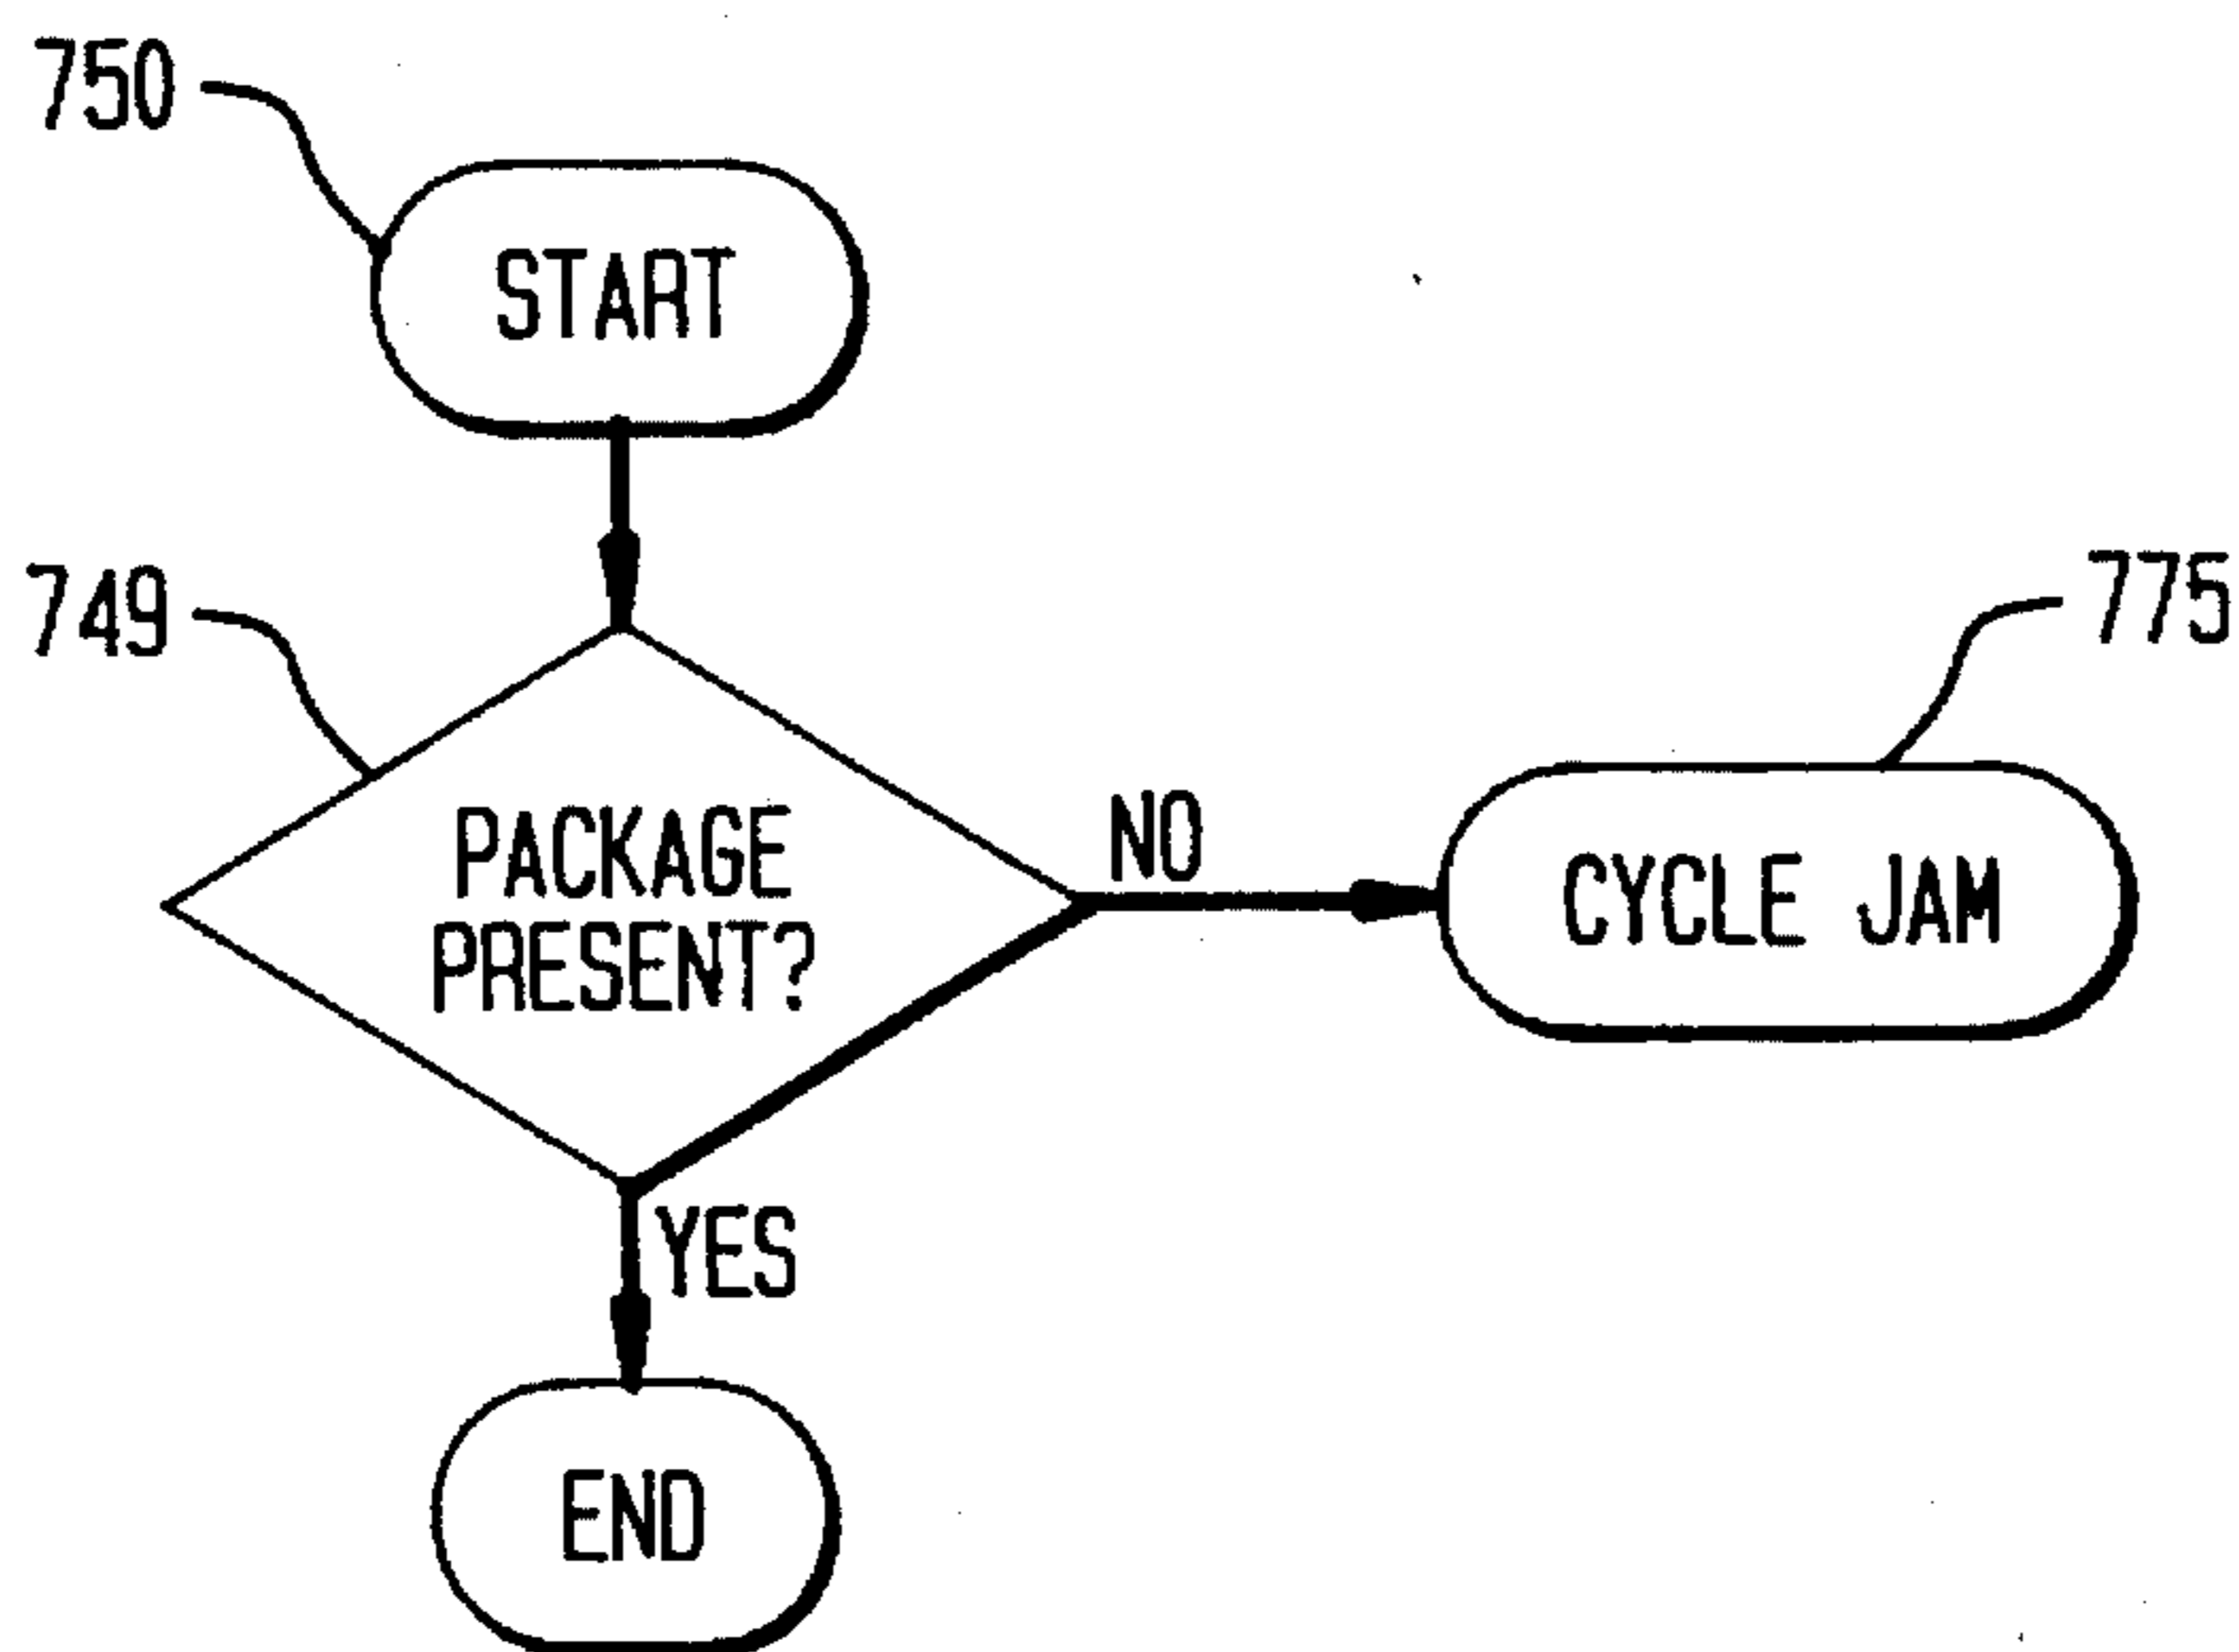 750
START
749
775
PACKAGE
PRESENT?
NO
CYCLE JAM
YES
END